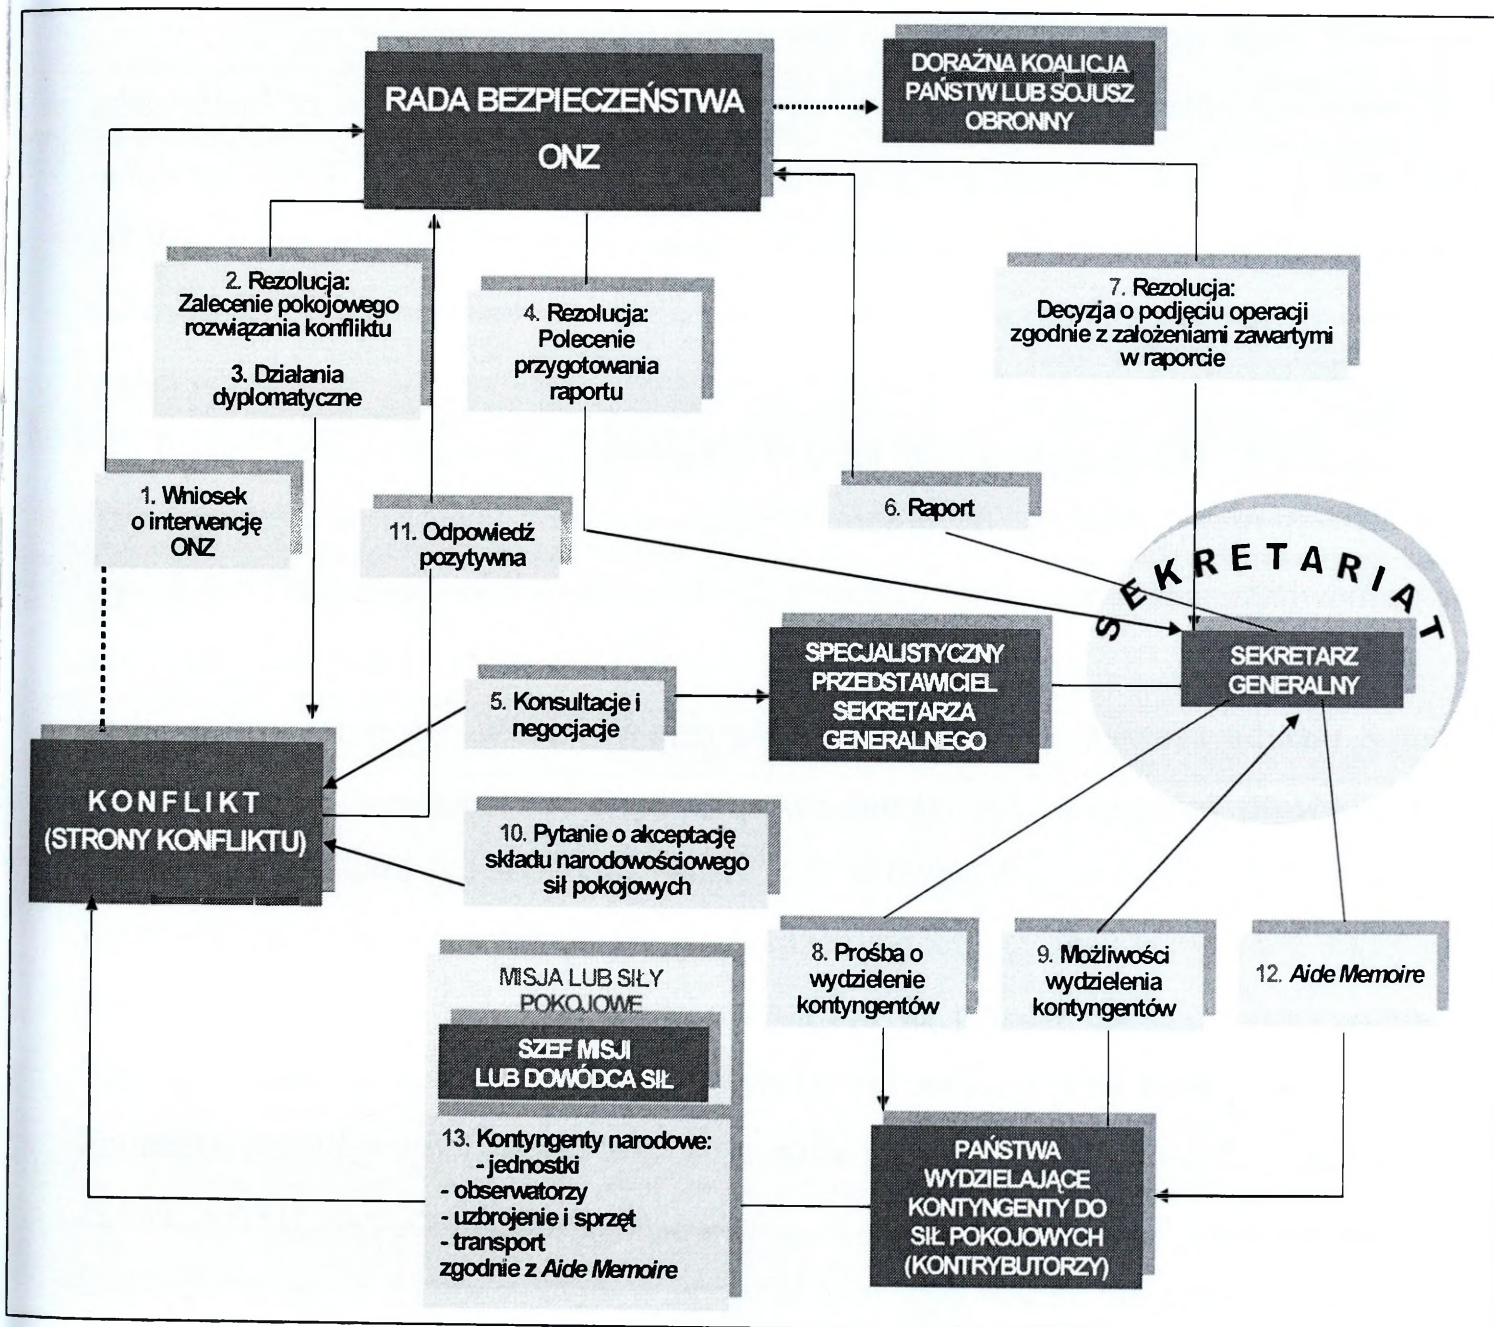 RADA BEZPIECZEŃSTWA
ONZ
DORAŹNA KOALICJA
PAŃSTW LUB SOJUSZ
OBRONNY
2. Rezolucja:
Zalecenie pokojowego
rozwiązania konfliktu
3. Działania
dyplomatyczne
4. Rezolucja:
Polecenie
przygotowania
raportu
7. Rezolucja:
Decyzja o podjęciu operacji
zgodnie z założeniami zawartymi
w raporcie
1. Wniosek
o interwencję
ONZ
11. Odpowiedź
pozytywna
6. Raport
SEKRETARIAT
SEKRETARZ
GENERALNY
SPECJALISTYCZNY
PRZEDSTAWICIEL
SEKRETARZA
GENERALNEGO
5. Konsultacje i
negocjacje
KONFLIKT
(STRONY KONFLIKTU)
10. Pytanie o akceptację
składu narodowościowego
sił pokojowych
8. Prośba o
wydzielenie
kontyngentów
9. Możliwości
wydzielenia
kontyngentów
12. Aide Memoire
MISJA LUB SIŁY
POKOJOWE
SZEF MISJI
LUB DOWÓDCA SIŁ
13. Kontyngenty narodowe:
- jednostki
- obserwatorzy
- uzbrojenie i sprzęt
- transport
zgodnie z Aide Memoire
PAŃSTWA
WYDZIELAJĄCE
KONTYNGENTY DO
SIŁ POKOJOWYCH
(KONTRYBUTORZY)